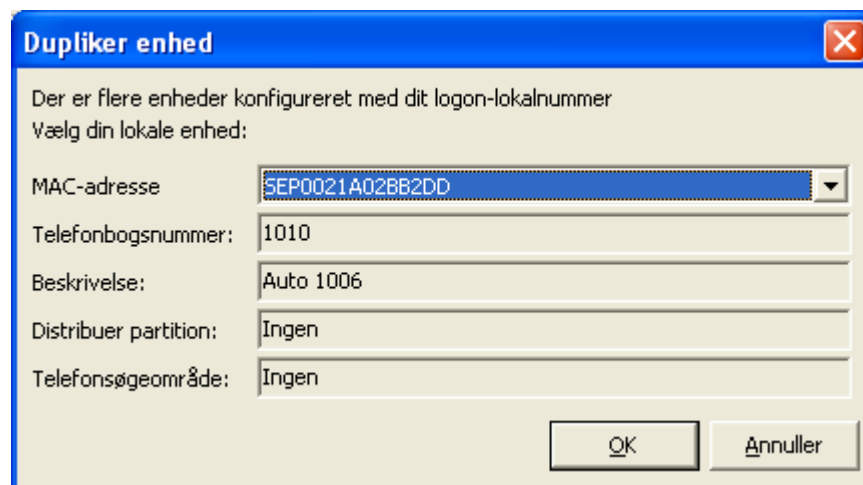 Dupliker enhed
Der er flere enheder konfigureret med dit logon-lokalnummer
Vælg din lokale enhed:
MAC-adresse SEP0021A02BB2DD
Telefonbogsnummer: 1010
Beskrivelse: Auto 1006
Distribuer partition: Ingen
Telefonsøgeområde: Ingen
OK Annuller